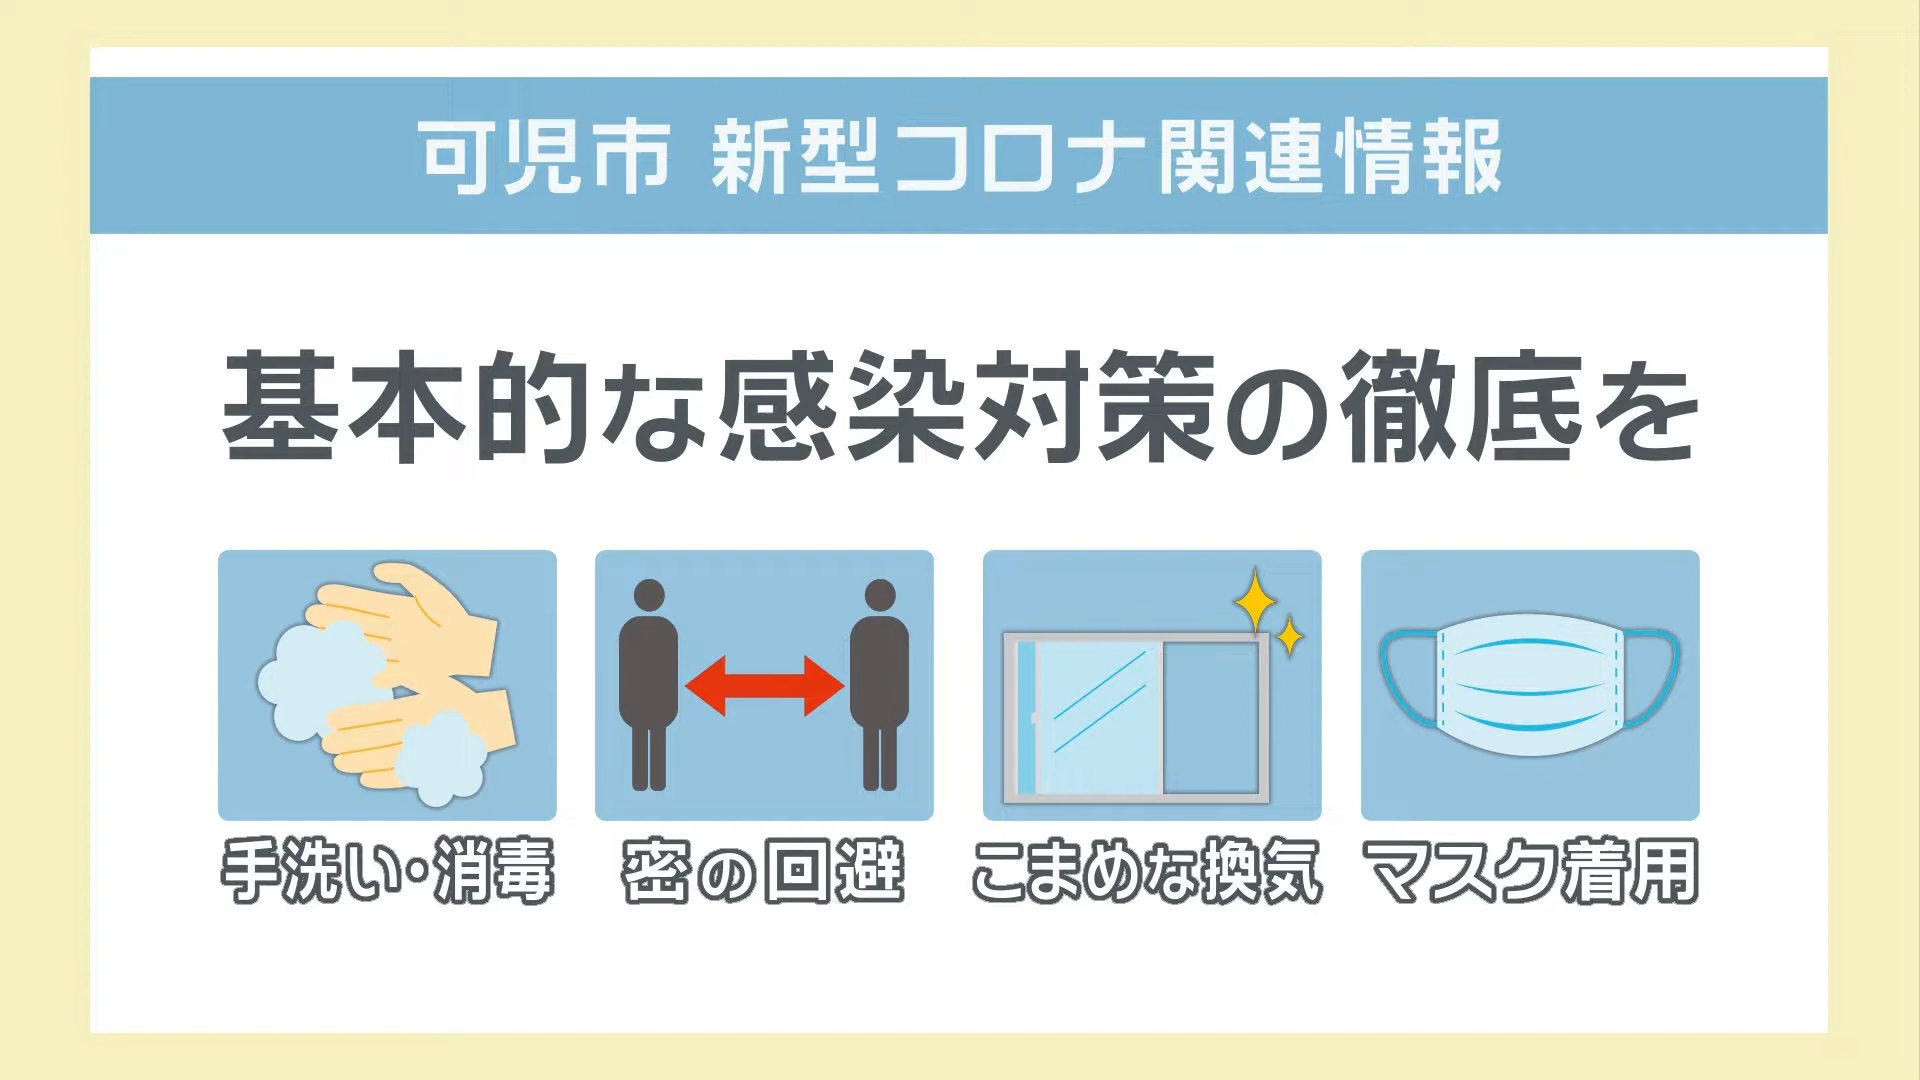 可児市 新型コロナ関連情報
基本的な感染対策の徹底を
手洗い・消毒
密の回避
こまめな換気
マスク着用